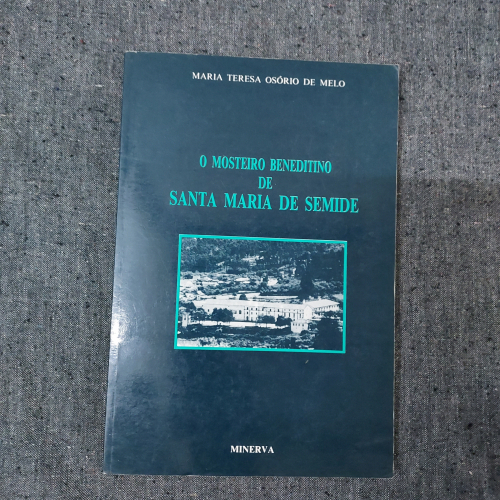 MARIA TERESA OSÓRIO DE MELO
O MOSTEIRO BENEDITINO
DE
SANTA MARIA DE SEMIDE
MINERVA